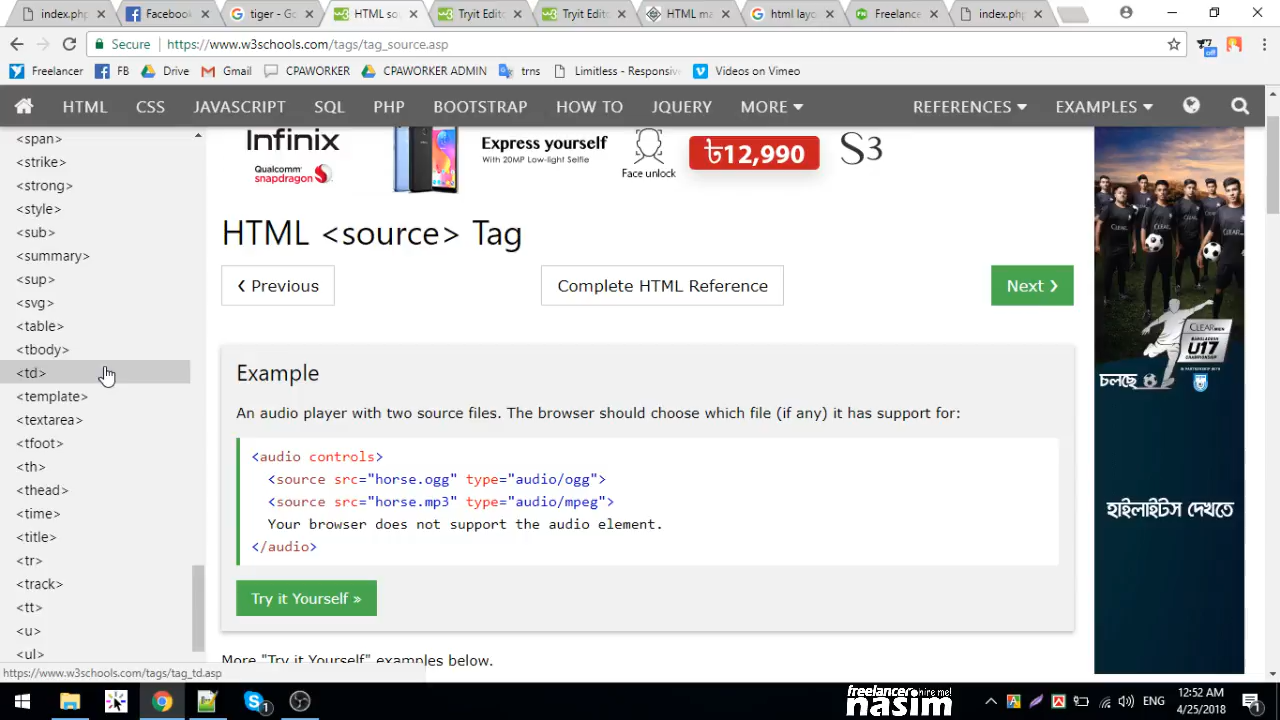 index.php
Facebook
tiger - Go
HTML so
Tryit Edit
Tryit Edit
HTML ma
html layo
Freelance
index.php
Secure
https://www.w3schools.com/tags/tag_source.asp
Freelancer
FB
Drive
Gmail
CPAWORKER
CPAWORKER ADMIN
trns
Limitless - Responsiv
Videos on Vimeo
HTML
CSS
JAVASCRIPT
SQL
PHP
BOOTSTRAP
HOW TO
JQUERY
MORE
REFERENCES
EXAMPLES
<span>
<strike>
<strong>
<style>
<sub>
<summary>
<sup>
<svg>
<table>
<tbody>
<td>
<template>
<textarea>
<tfoot>
<th>
<thead>
<time>
<title>
<tr>
<track>
<tt>
<u>
<ul>
https://www.w3schools.com/tags/tag_td.asp
Infinix
Qualcomm
snapdragon
Express yourself
With 20MP Low-light Selfie
Face unlock
৳12,990
S3
HTML <source> Tag
❮ Previous
Complete HTML Reference
Next ❯
Example
An audio player with two source files. The browser should choose which file (if any) it has support for:
<audio controls>
<source src="horse.ogg" type="audio/ogg">
<source src="horse.mp3" type="audio/mpeg">
Your browser does not support the audio element.
</audio>
Try it Yourself »
More "Try it Yourself" examples below.
CLEAR MEN
BANGLADESH
U17
CHAMPIONSHIP
চলছে
হাইলাইটস দেখতে
freelancer hire me!
nasim
ENG
12:52 AM
4/25/2018